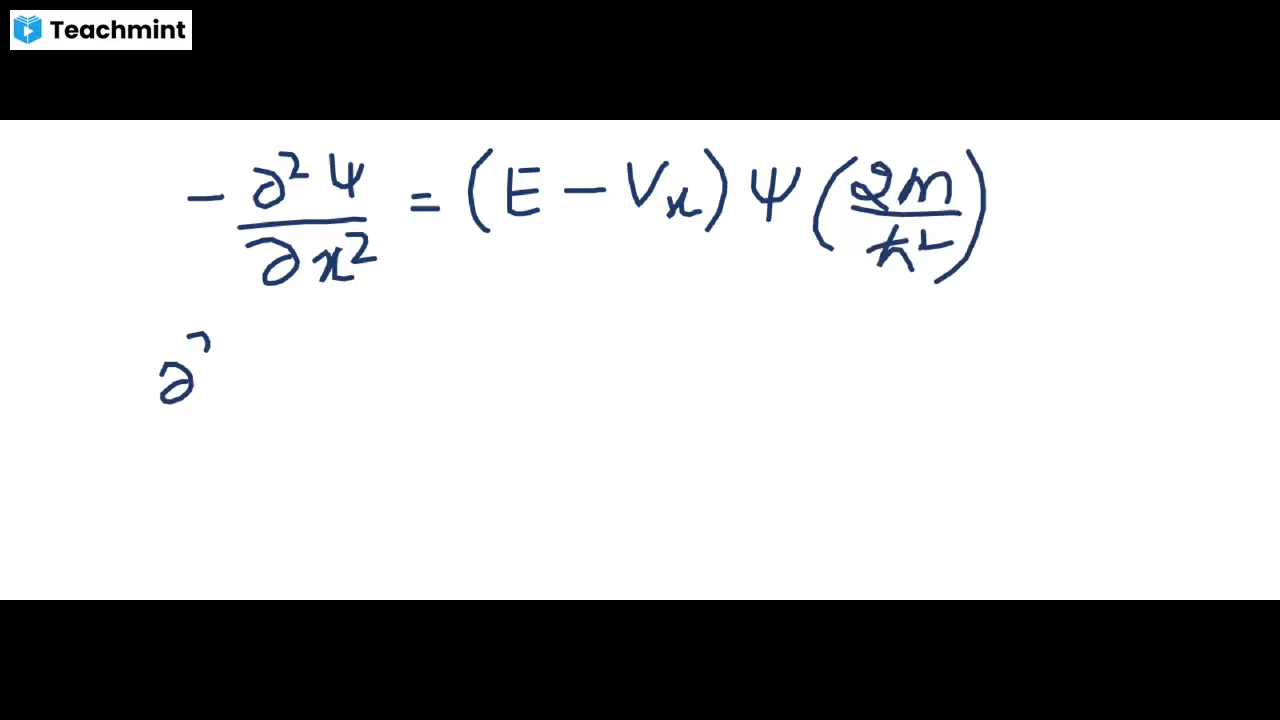 Teachmint
- ∂²Ψ/∂x² = (E - Vₓ) Ψ (2m/ħ²)
∂²